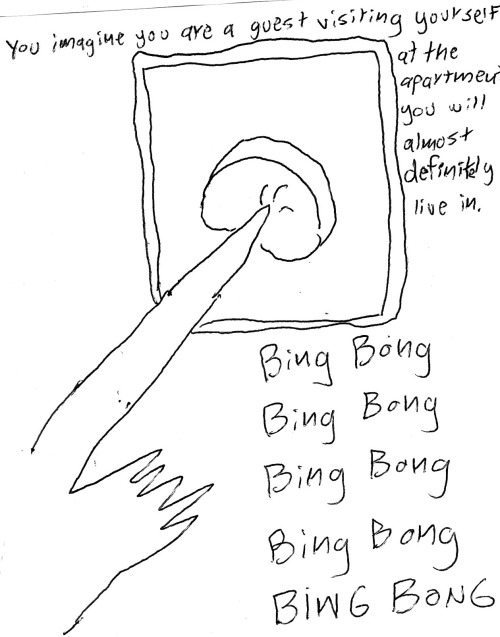 You imagine you are a guest visiting yourself
at the
apartment
you will
almost
definitely
live in.
Bing Bong
Bing Bong
Bing Bong
Bing Bong
BING BONG